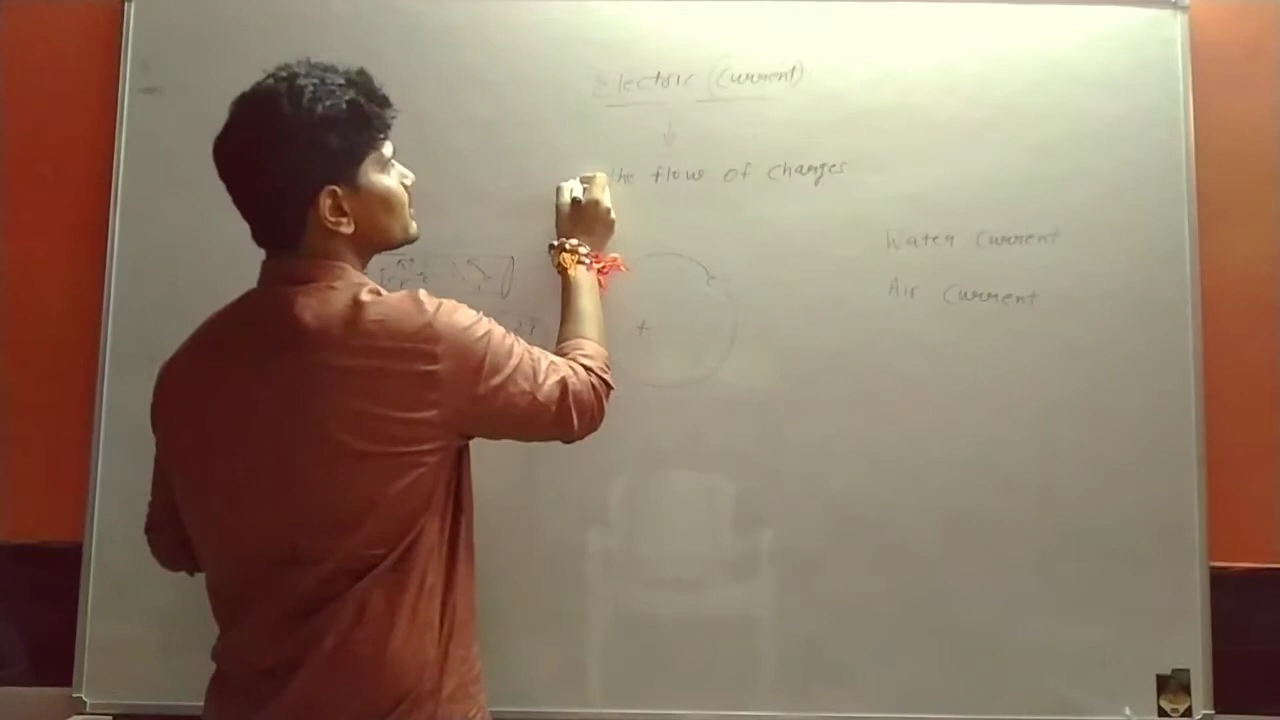 Electric (Current)
the flow of charges
Water Current
Air Current
+
e